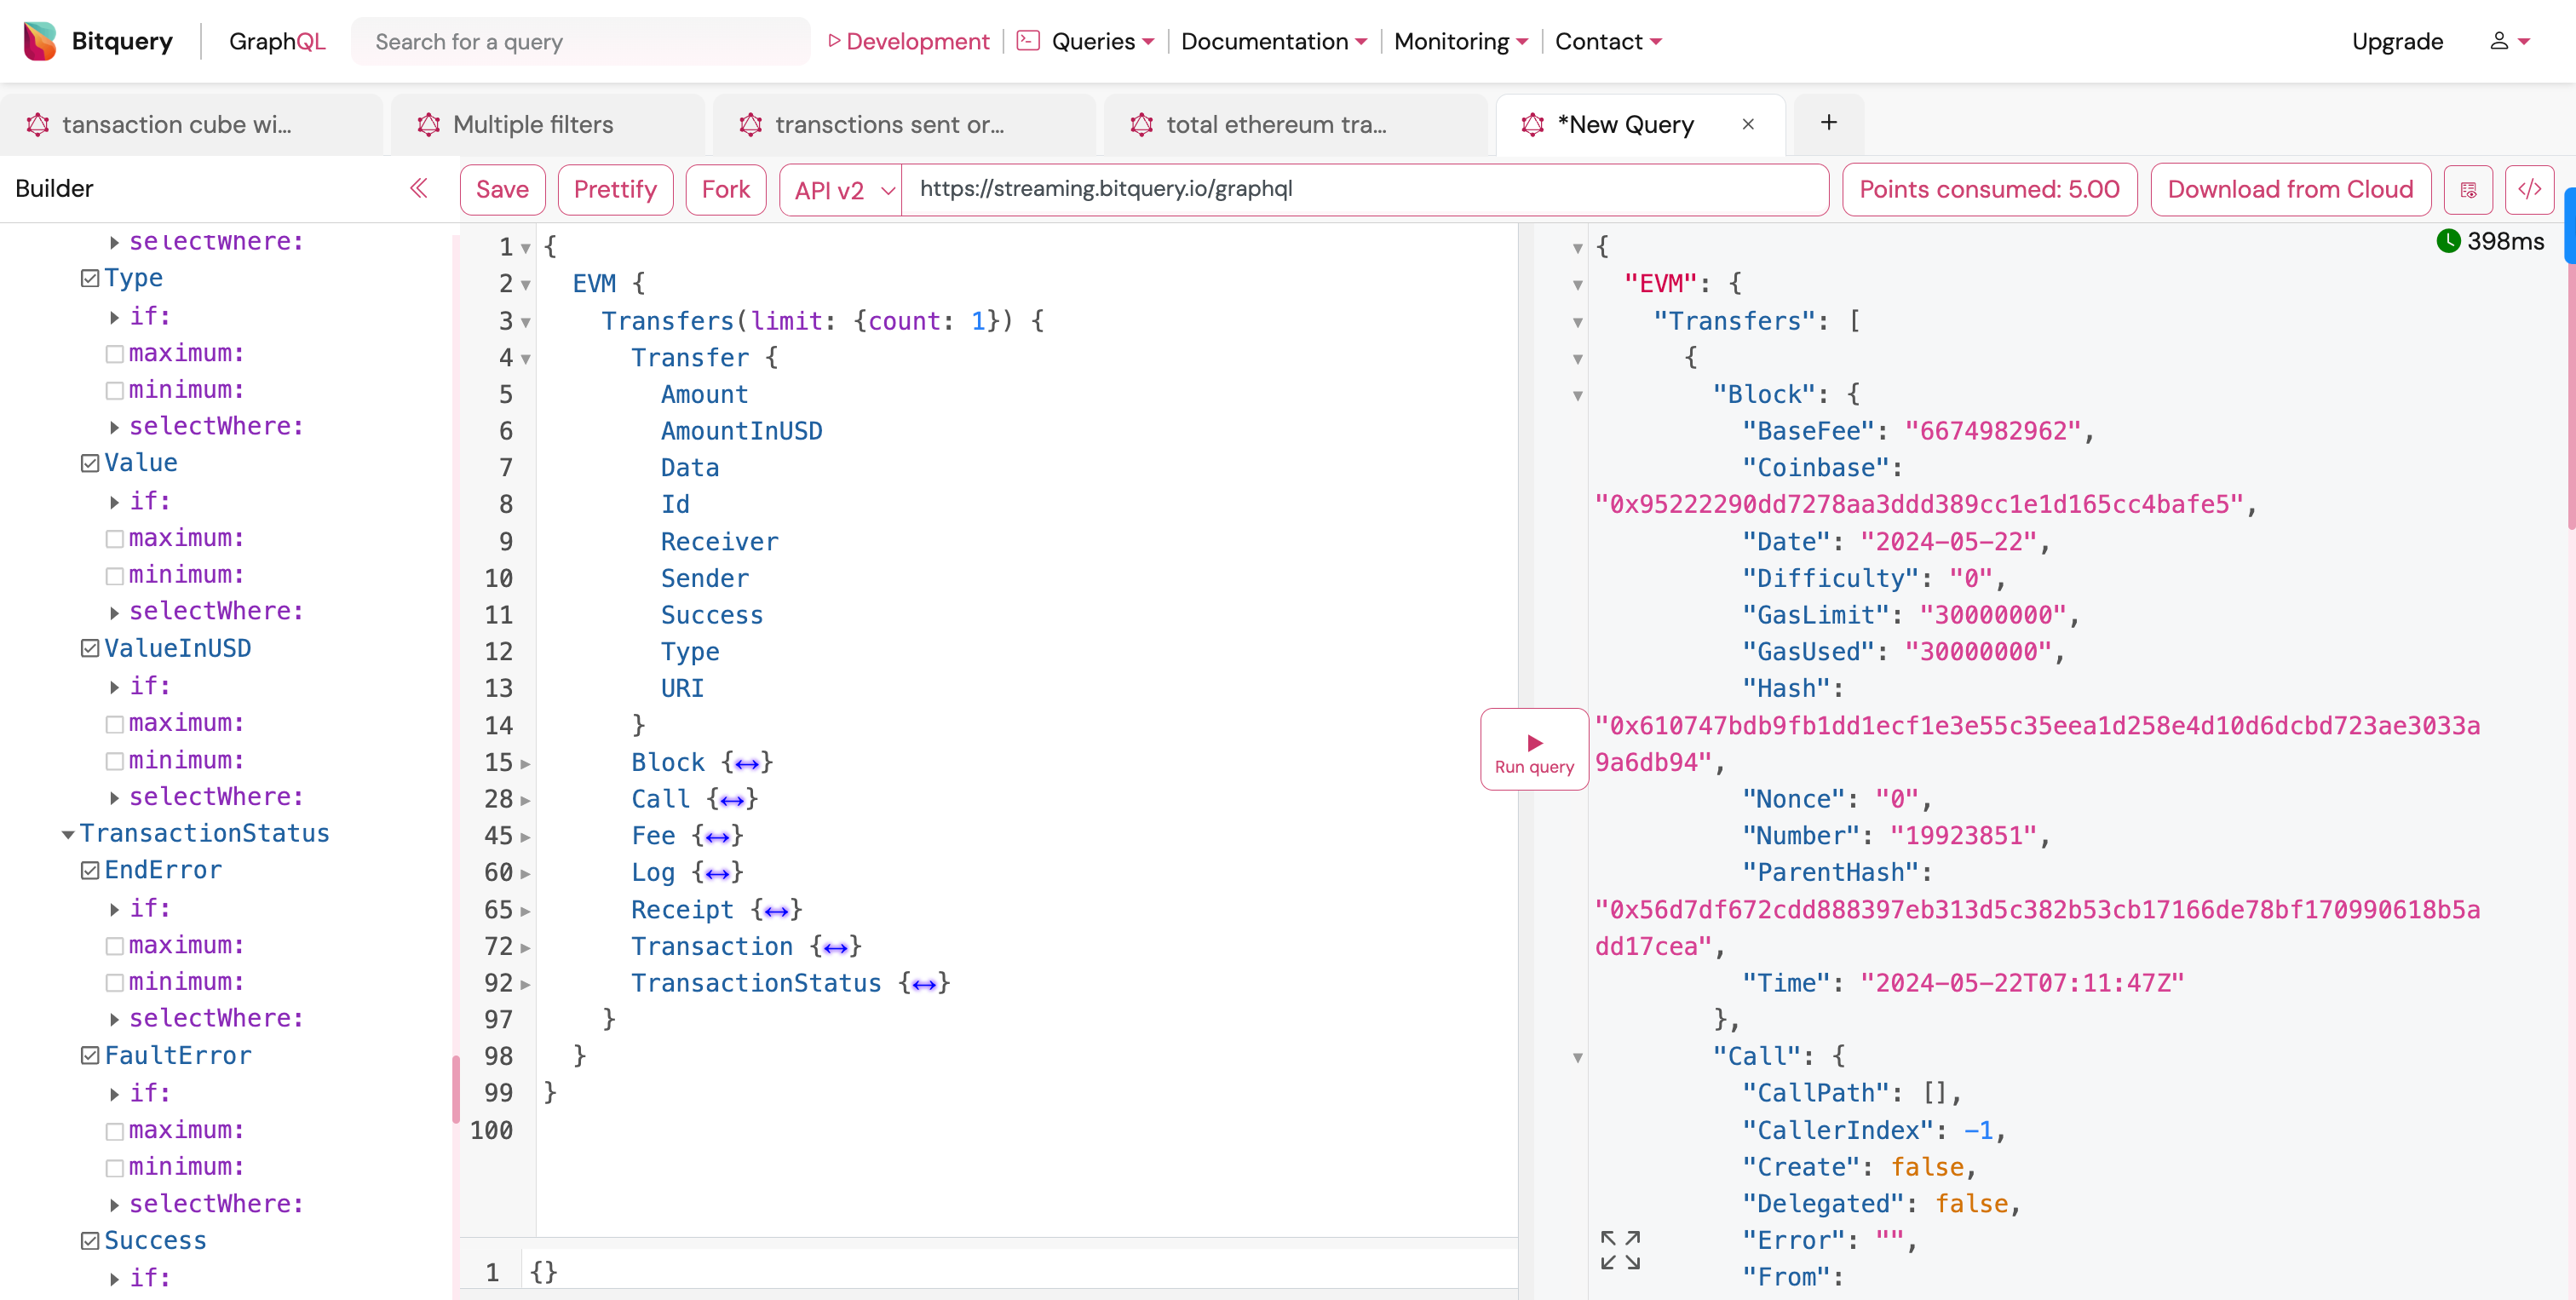 Bitquery GraphQL Search for a query Development Queries Documentation Monitoring Contact Upgrade
tansaction cube wi... Multiple filters transctions sent or... total ethereum tra... *New Query × +
Builder Save Prettify Fork API v2 https://streaming.bitquery.io/graphql Points consumed: 5.00 Download from Cloud </>
selectWhere:
Type
if:
maximum:
minimum:
selectWhere:
Value
if:
maximum:
minimum:
selectWhere:
ValueInUSD
if:
maximum:
minimum:
selectWhere:
TransactionStatus
EndError
if:
maximum:
minimum:
selectWhere:
FaultError
if:
maximum:
minimum:
selectWhere:
Success
if:
1 {
2 EVM {
3 Transfers(limit: {count: 1}) {
4 Transfer {
5 Amount
6 AmountInUSD
7 Data
8 Id
9 Receiver
10 Sender
11 Success
12 Type
13 URI
14 }
15 Block {↔}
28 Call {↔}
45 Fee {↔}
60 Log {↔}
65 Receipt {↔}
72 Transaction {↔}
92 TransactionStatus {↔}
97 }
98 }
99 }
100
1 {}
Run query
398ms
{
"EVM": {
"Transfers": [
{
"Block": {
"BaseFee": "6674982962",
"Coinbase":
"0x95222290dd7278aa3ddd389cc1e1d165cc4bafe5",
"Date": "2024-05-22",
"Difficulty": "0",
"GasLimit": "30000000",
"GasUsed": "30000000",
"Hash":
"0x610747bdb9fb1dd1ecf1e3e55c35eea1d258e4d10d6dcbd723ae3033a
9a6db94",
"Nonce": "0",
"Number": "19923851",
"ParentHash":
"0x56d7df672cdd888397eb313d5c382b53cb17166de78bf170990618b5a
dd17cea",
"Time": "2024-05-22T07:11:47Z"
},
"Call": {
"CallPath": [],
"CallerIndex": -1,
"Create": false,
"Delegated": false,
"Error": "",
"From":